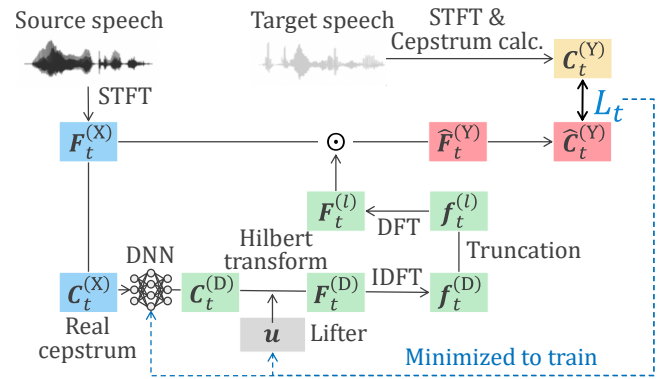 Source speech
Target speech
STFT &
Cepstrum calc.
C_t^(Y)
STFT
L_t
F_t^(X)
⊙
F̂_t^(Y)
Ĉ_t^(Y)
F_t^(l)
f_t^(l)
DFT
Hilbert
transform
Truncation
DNN
C_t^(X)
C_t^(D)
F_t^(D)
IDFT
f_t^(D)
Real
cepstrum
u
Lifter
Minimized to train